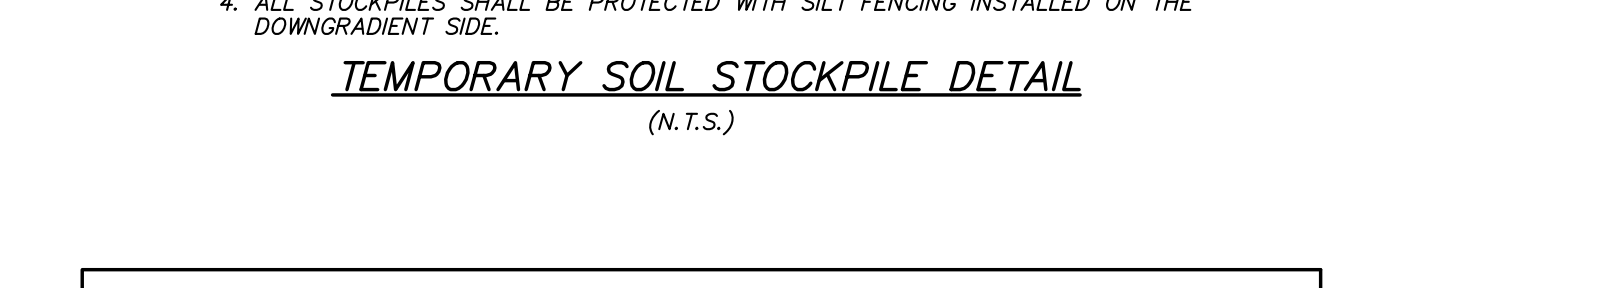 4. ALL STOCKPILES SHALL BE PROTECTED WITH SILT FENCING INSTALLED ON THE
DOWNGRADIENT SIDE.
TEMPORARY SOIL STOCKPILE DETAIL
(N.T.S.)